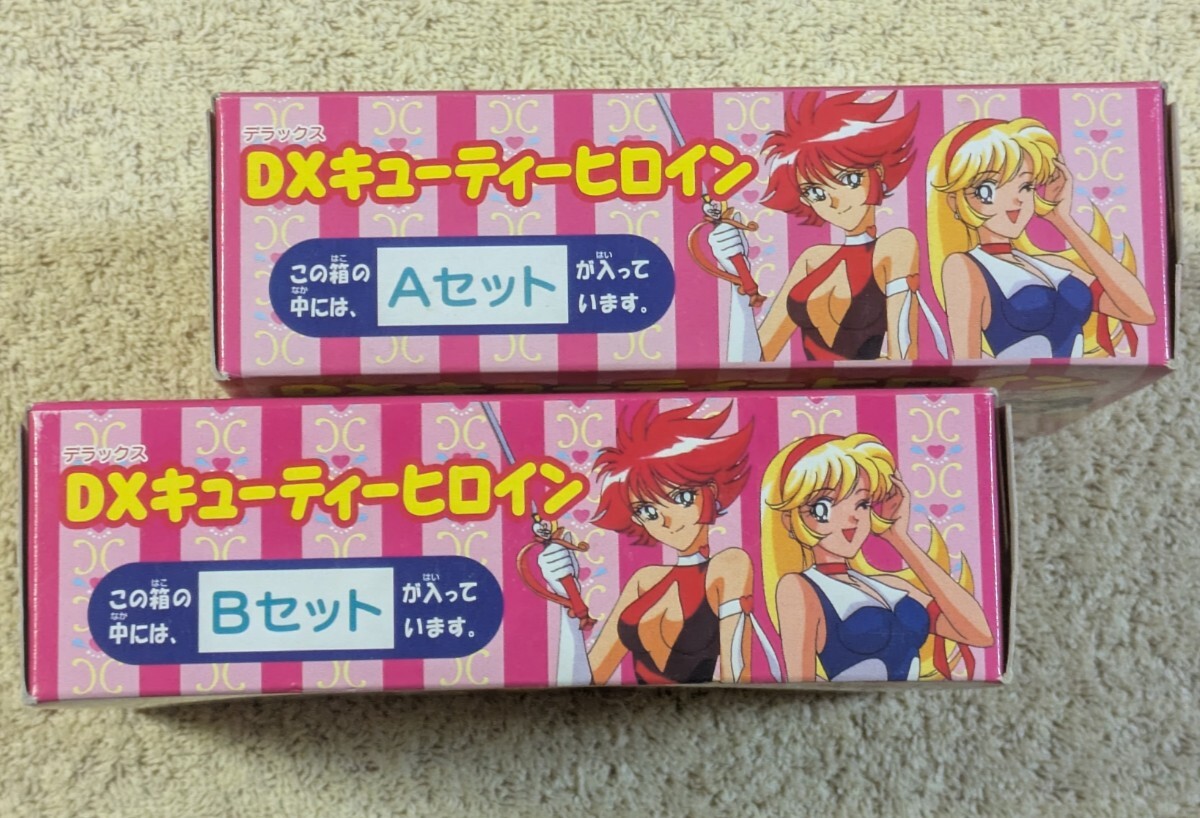 デラックス
DXキューティーヒロイン
この箱の
はこ
中には、
なか
Aセット
が入って
はい
います。
デラックス
DXキューティーヒロイン
この箱の
はこ
中には、
なか
Bセット
が入って
はい
います。